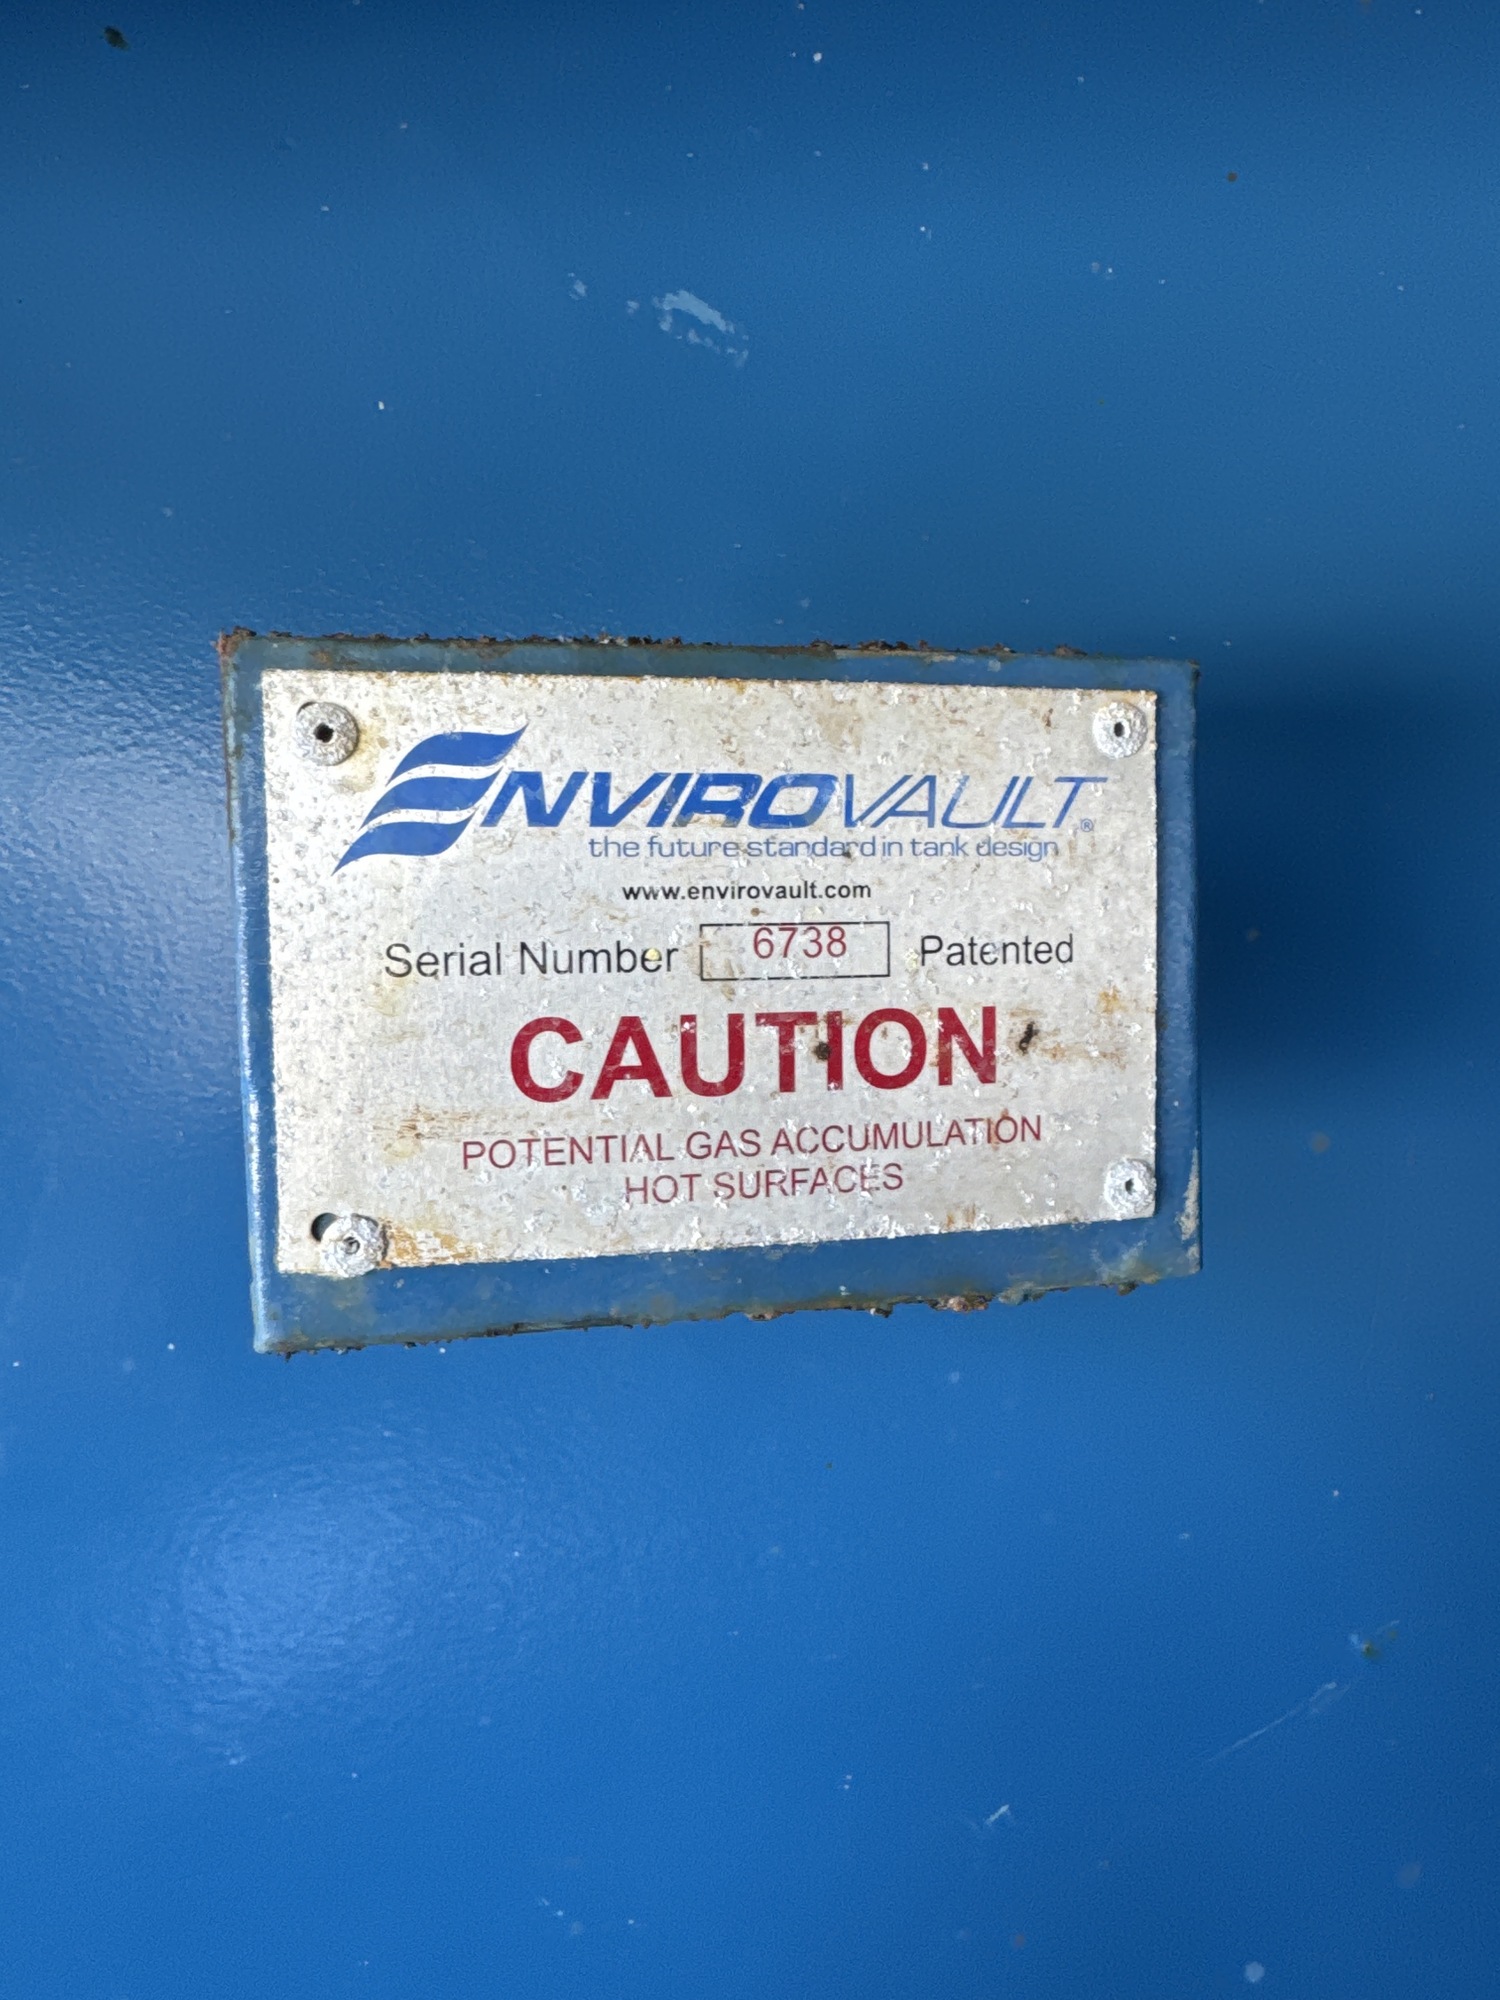 ENVIROVAULT®
the future standard in tank design
www.envirovault.com
Serial Number 6738 Patented
CAUTION
POTENTIAL GAS ACCUMULATION
HOT SURFACES